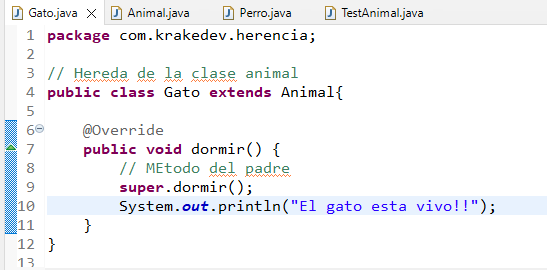 Gato.java Animal.java Perro.java TestAnimal.java
1 package com.krakedev.herencia;
2
3 // Hereda de la clase animal
4 public class Gato extends Animal{
5
6 @Override
7 public void dormir() {
8 // MEtodo del padre
9 super.dormir();
10 System.out.println("El gato esta vivo!!");
11 }
12 }
13